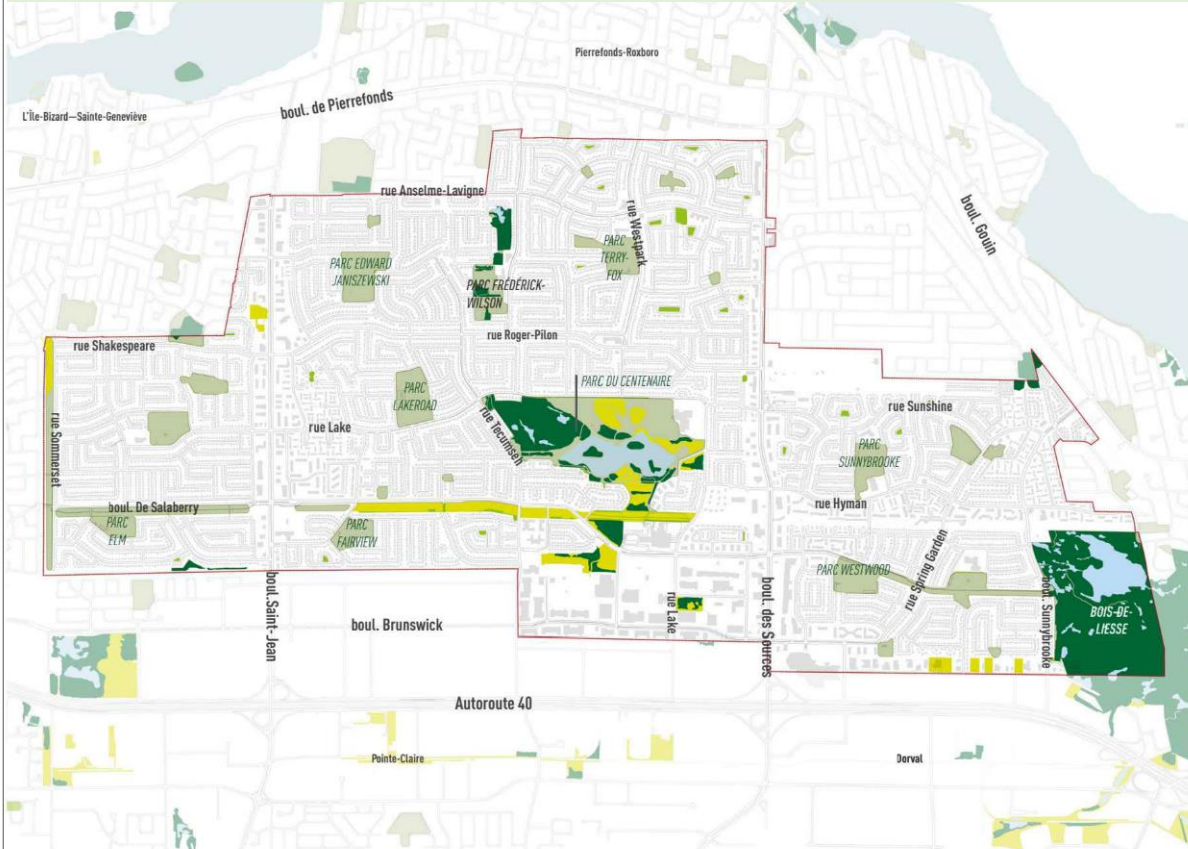 Pierrefonds-Roxboro
boul. de Pierrefonds
L'Île-Bizard—Sainte-Geneviève
rue Anselme-Lavigne
boul. Gouin
rue Westpark
PARC
TERRY-
FOX
PARC EDWARD
JANISZEWSKI
PARC FRÉDÉRICK-
WILSON
rue Roger-Pilon
rue Shakespeare
PARC DU CENTENAIRE
PARC
LAKEROAD
rue Sunshine
rue Sommerset
rue Lake
rue Tecumseh
PARC
SUNNYBROOKE
boul. De Salaberry
rue Hyman
PARC
ELM
PARC
FAIRVIEW
PARC WESTWOOD
rue Spring Garden
boul.Saint-Jean
rue Lake
boul. des Sources
boul. Sunnybrooke
BOIS-DE-
LIESSE
boul. Brunswick
Autoroute 40
Pointe-Claire
Dorval